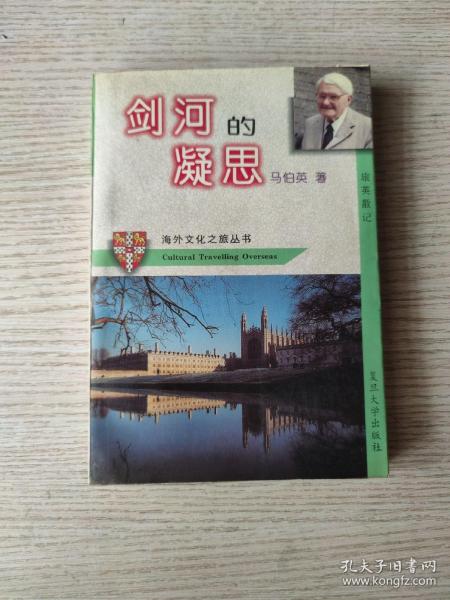 剑河的
凝思
马伯英 著
旅英散记
海外文化之旅丛书
Cultural Travelling Overseas
复旦大学出版社
孔夫子旧书网
www.kongfz.com